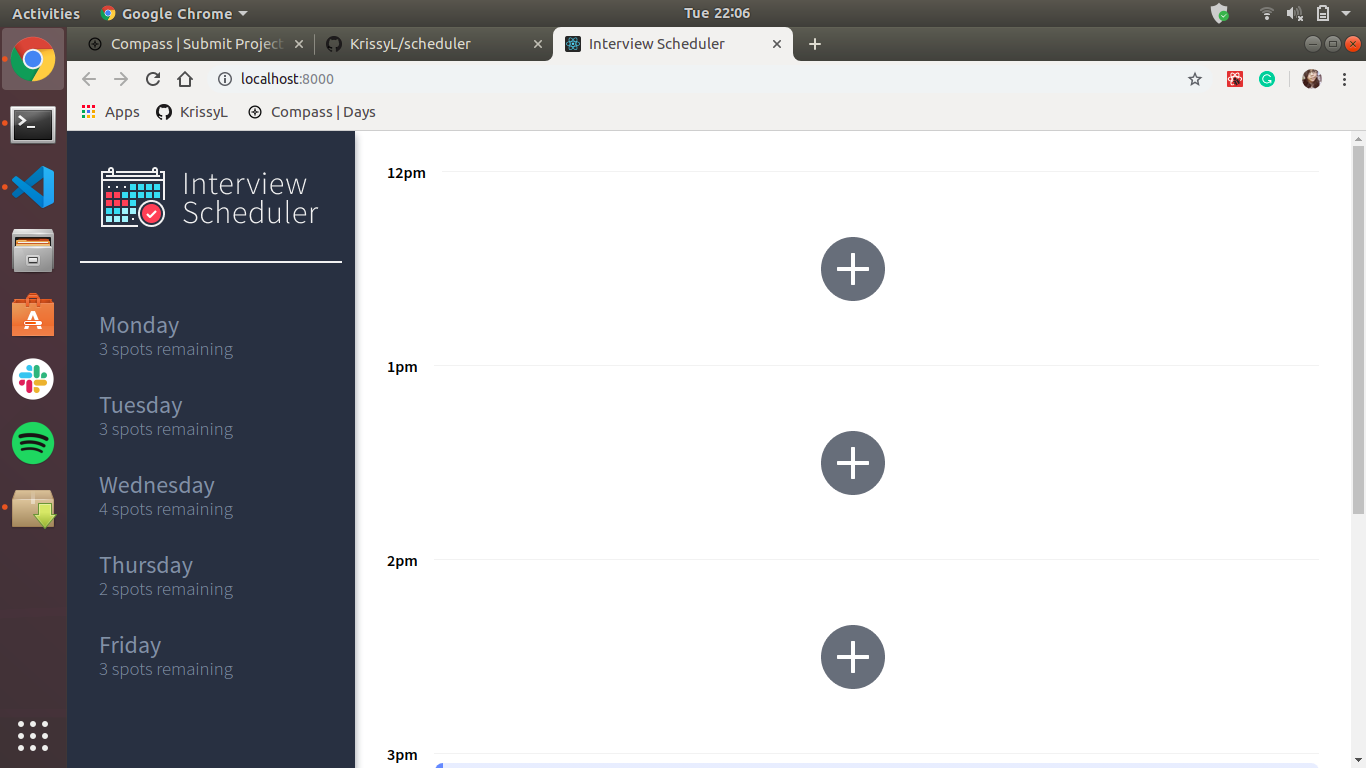 Activities
Google Chrome
Tue 22:06
Compass | Submit Project
KrissyL/scheduler
Interview Scheduler
localhost:8000
Apps
KrissyL
Compass | Days
Interview
Scheduler
Monday
3 spots remaining
Tuesday
3 spots remaining
Wednesday
4 spots remaining
Thursday
2 spots remaining
Friday
3 spots remaining
12pm
1pm
2pm
3pm